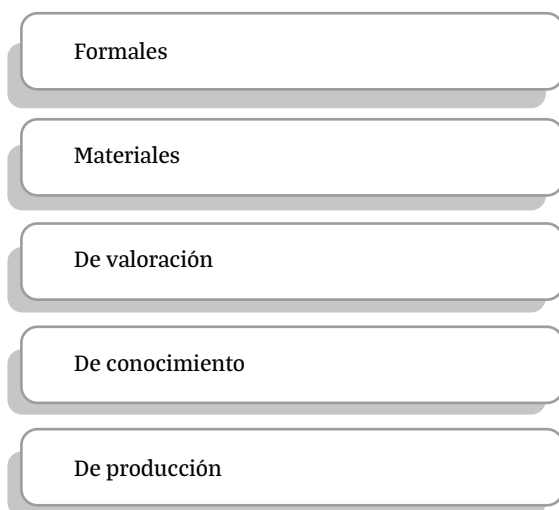 Formales
Materiales
De valoración
De conocimiento
De producción